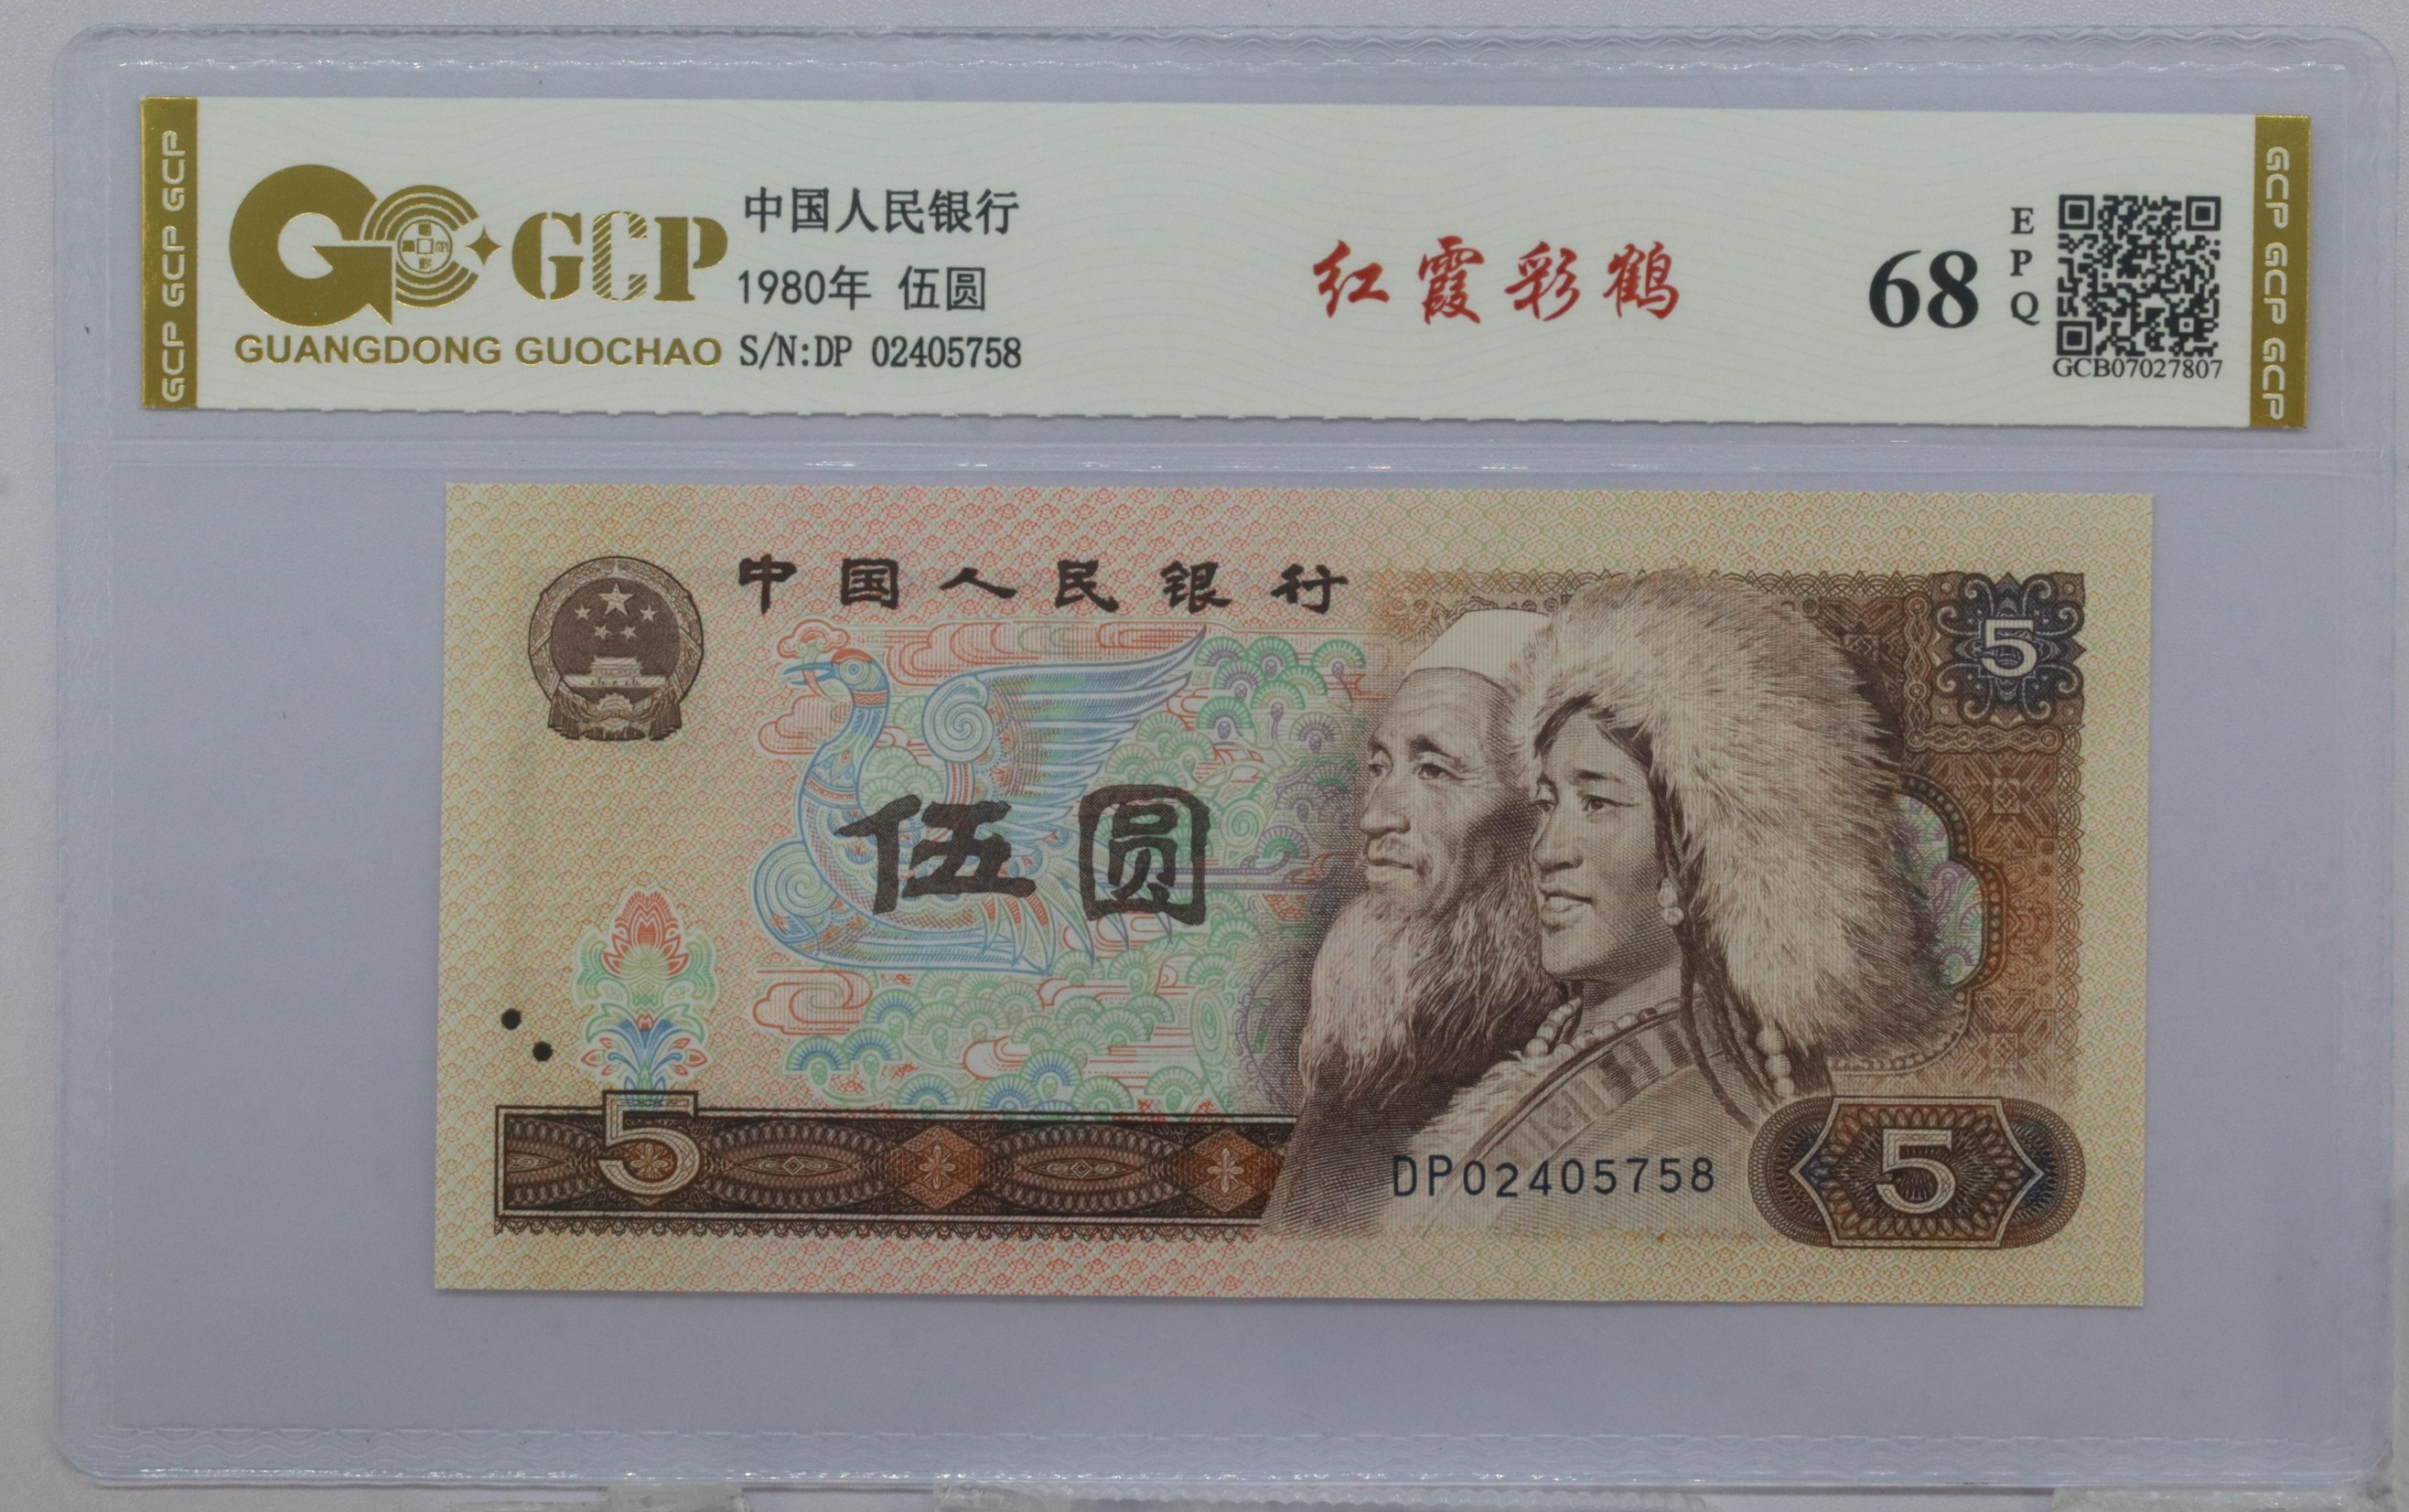 GCP GCP GCP GCP
GCP
GUANGDONG GUOCHAO
中国人民银行
1980年 伍圆
S/N:DP 02405758
红霞彩鹤
68
EPQ
GCB07027807
GCP GCP GCP GCP
中国人民银行
5
伍圆
5
DP02405758
5